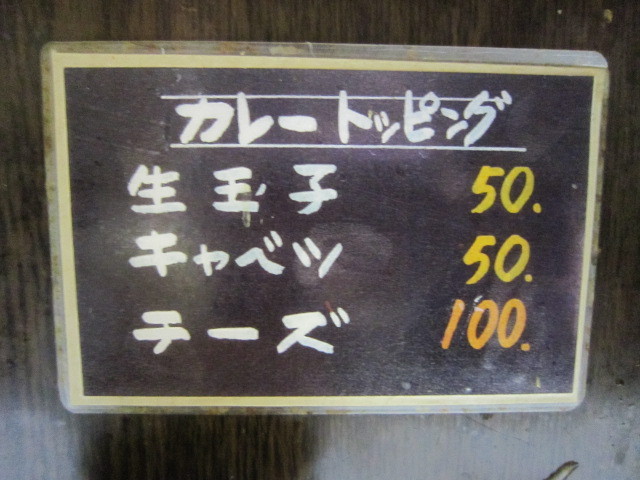 カレートッピング
生玉子 50.
キャベツ 50.
チーズ 100.